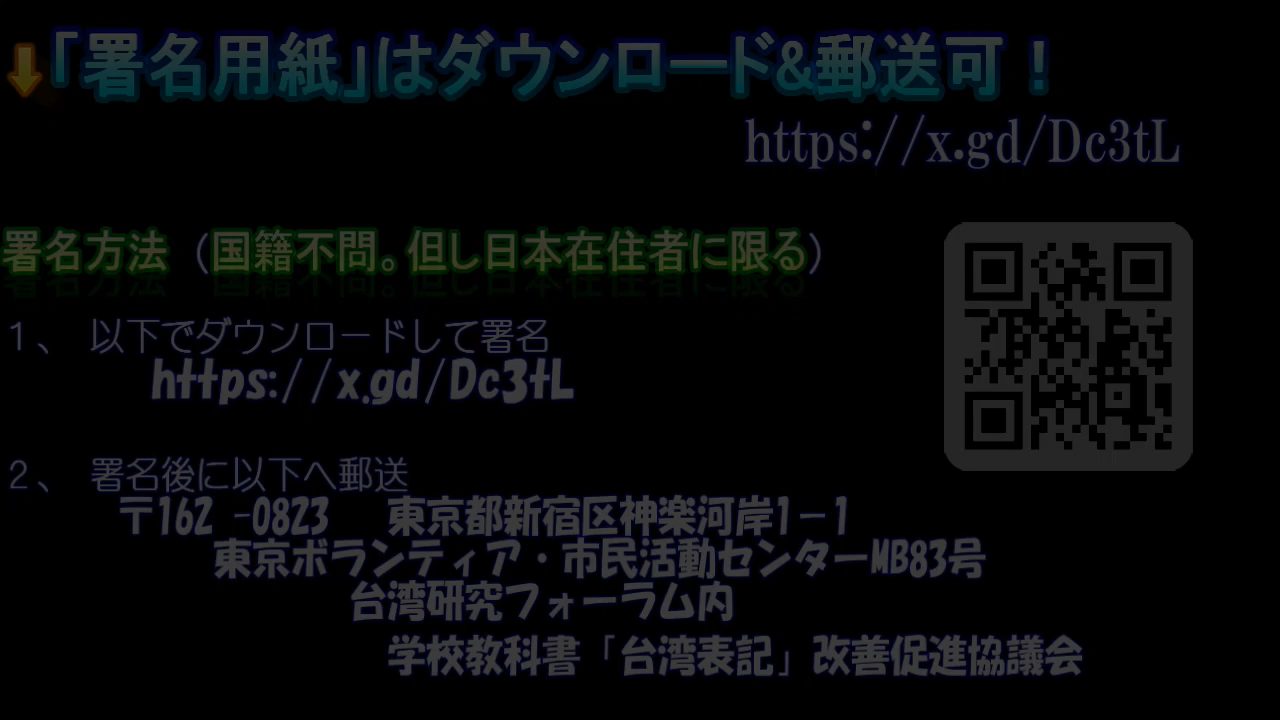 ⬇「署名用紙」はダウンロード&郵送可！
https://x.gd/Dc3tL
署名方法（国籍不問。但し日本在住者に限る）
１、 以下でダウンロードして署名
https://x.gd/Dc3tL
２、 署名後に以下へ郵送
〒162-0823 東京都新宿区神楽河岸1－1
東京ボランティア・市民活動センターMB83号
台湾研究フォーラム内
学校教科書「台湾表記」改善促進協議会